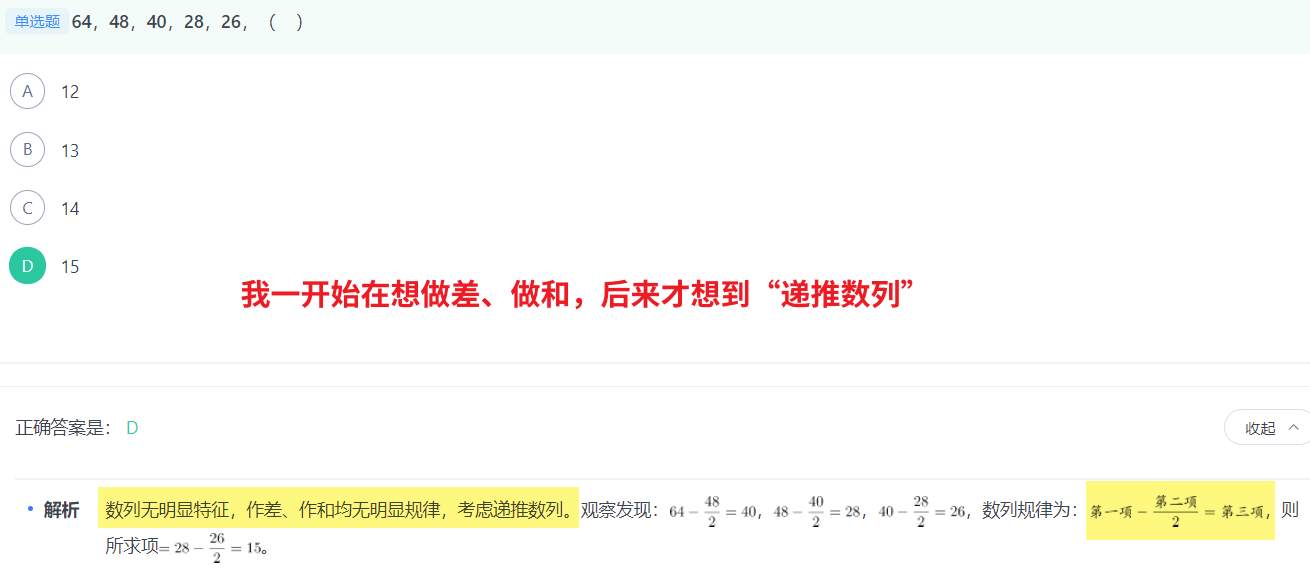 单选题 64，48，40，28，26，（ ）
A 12
B 13
C 14
D 15
我一开始在想做差、做和，后来才想到“递推数列”
正确答案是： D
收起
• 解析 数列无明显特征，作差、作和均无明显规律，考虑递推数列。观察发现：64 − \frac{48}{2} = 40，48 − \frac{40}{2} = 28，40 − \frac{28}{2} = 26，数列规律为：第一项 − \frac{第二项}{2} = 第三项，则
所求项= 28 − \frac{26}{2} = 15。